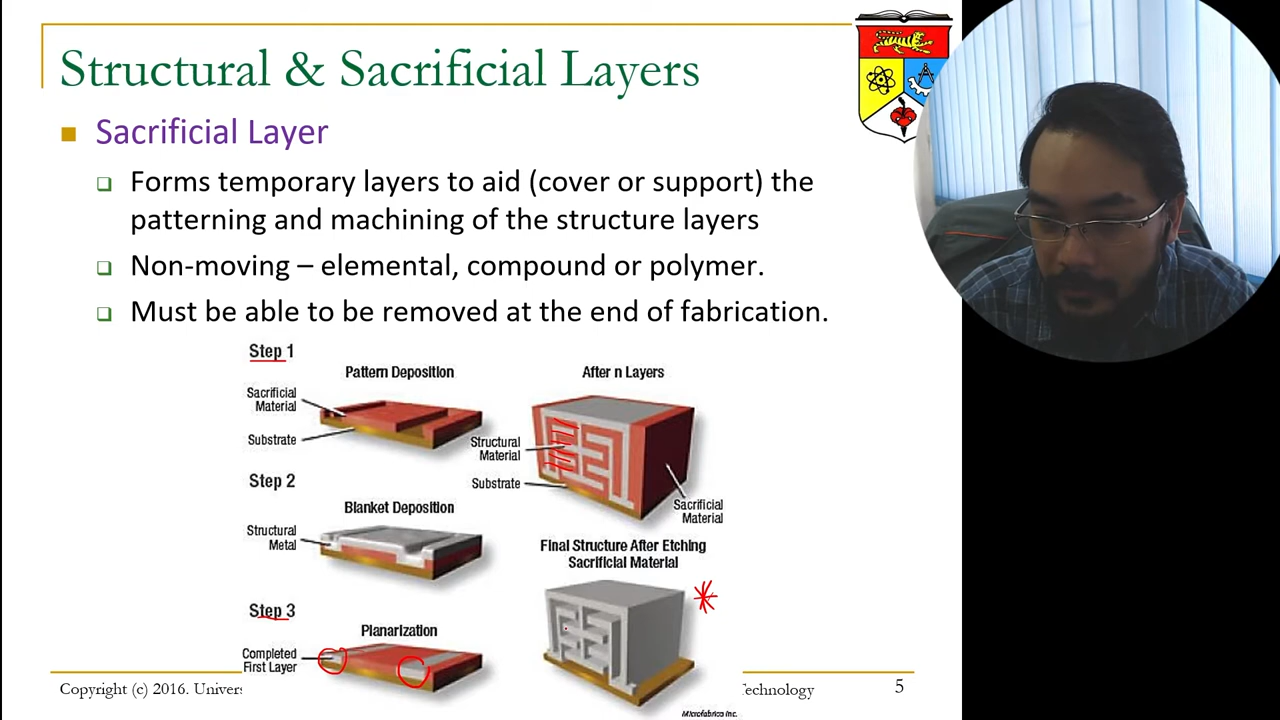 Structural & Sacrificial Layers
Sacrificial Layer
Forms temporary layers to aid (cover or support) the
patterning and machining of the structure layers
Non-moving – elemental, compound or polymer.
Must be able to be removed at the end of fabrication.
Step 1
Pattern Deposition
Sacrificial
Material
Substrate
Step 2
Blanket Deposition
Structural
Metal
Step 3
Planarization
Completed
First Layer
After n Layers
Structural
Material
Substrate
Sacrificial
Material
Final Structure After Etching
Sacrificial Material
Microfabrica Inc.
Copyright (c) 2016. Univers
Technology
5